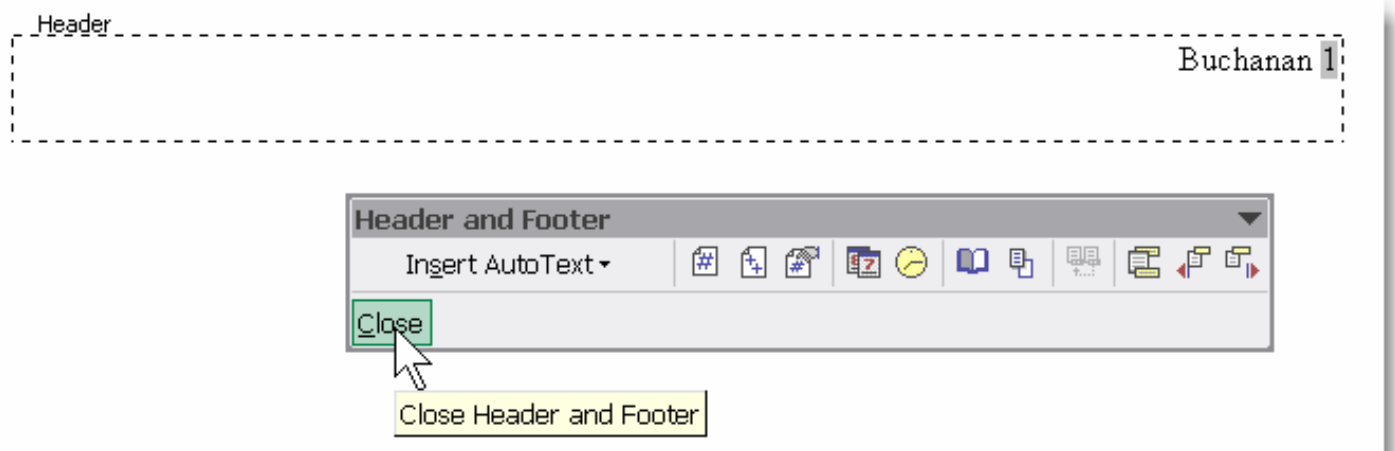 Header
Buchanan 1
Header and Footer
Insert AutoText
Close
Close Header and Footer